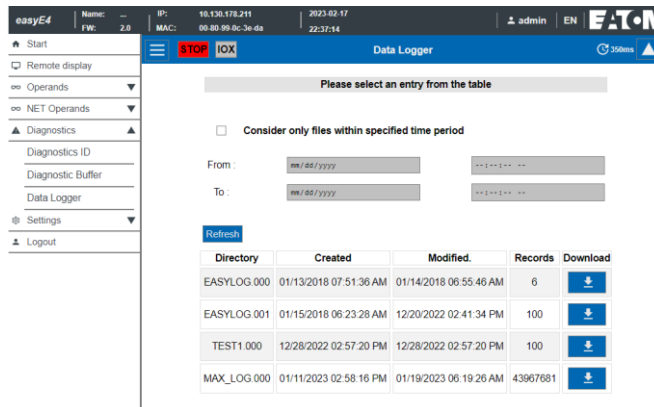 easyE4 Name: ... IP: 10.130.178.211 2023-02-17 admin EN EATON
FW: 2.0 MAC: 00-80-99-0c-3e-da 22:37:14
Start
STOP IOX Data Logger 350ms
Remote display
Operands
NET Operands
Diagnostics
Diagnostics ID
Diagnostic Buffer
Data Logger
Settings
Logout
Please select an entry from the table
Consider only files within specified time period
From : mm/dd/yyyy --:--:-- --
To : mm/dd/yyyy --:--:-- --
Refresh
Directory Created Modified. Records Download
EASYLOG.000 01/13/2018 07:51:36 AM 01/14/2018 06:55:46 AM 6
EASYLOG.001 01/15/2018 06:23:28 AM 12/20/2022 02:41:34 PM 100
TEST1.000 12/28/2022 02:57:20 PM 12/28/2022 02:57:20 PM 100
MAX_LOG.000 01/11/2023 02:58:16 PM 01/19/2023 06:19:26 AM 43967681